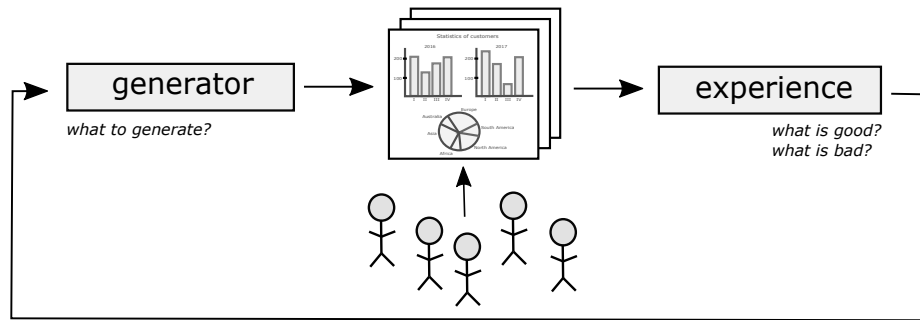 generator
what to generate?
Statistics of customers
2016
2017
200
100
I II III IV
200
100
I II III IV
Europe
Australia
South America
Asia
North America
Africa
experience
what is good?
what is bad?